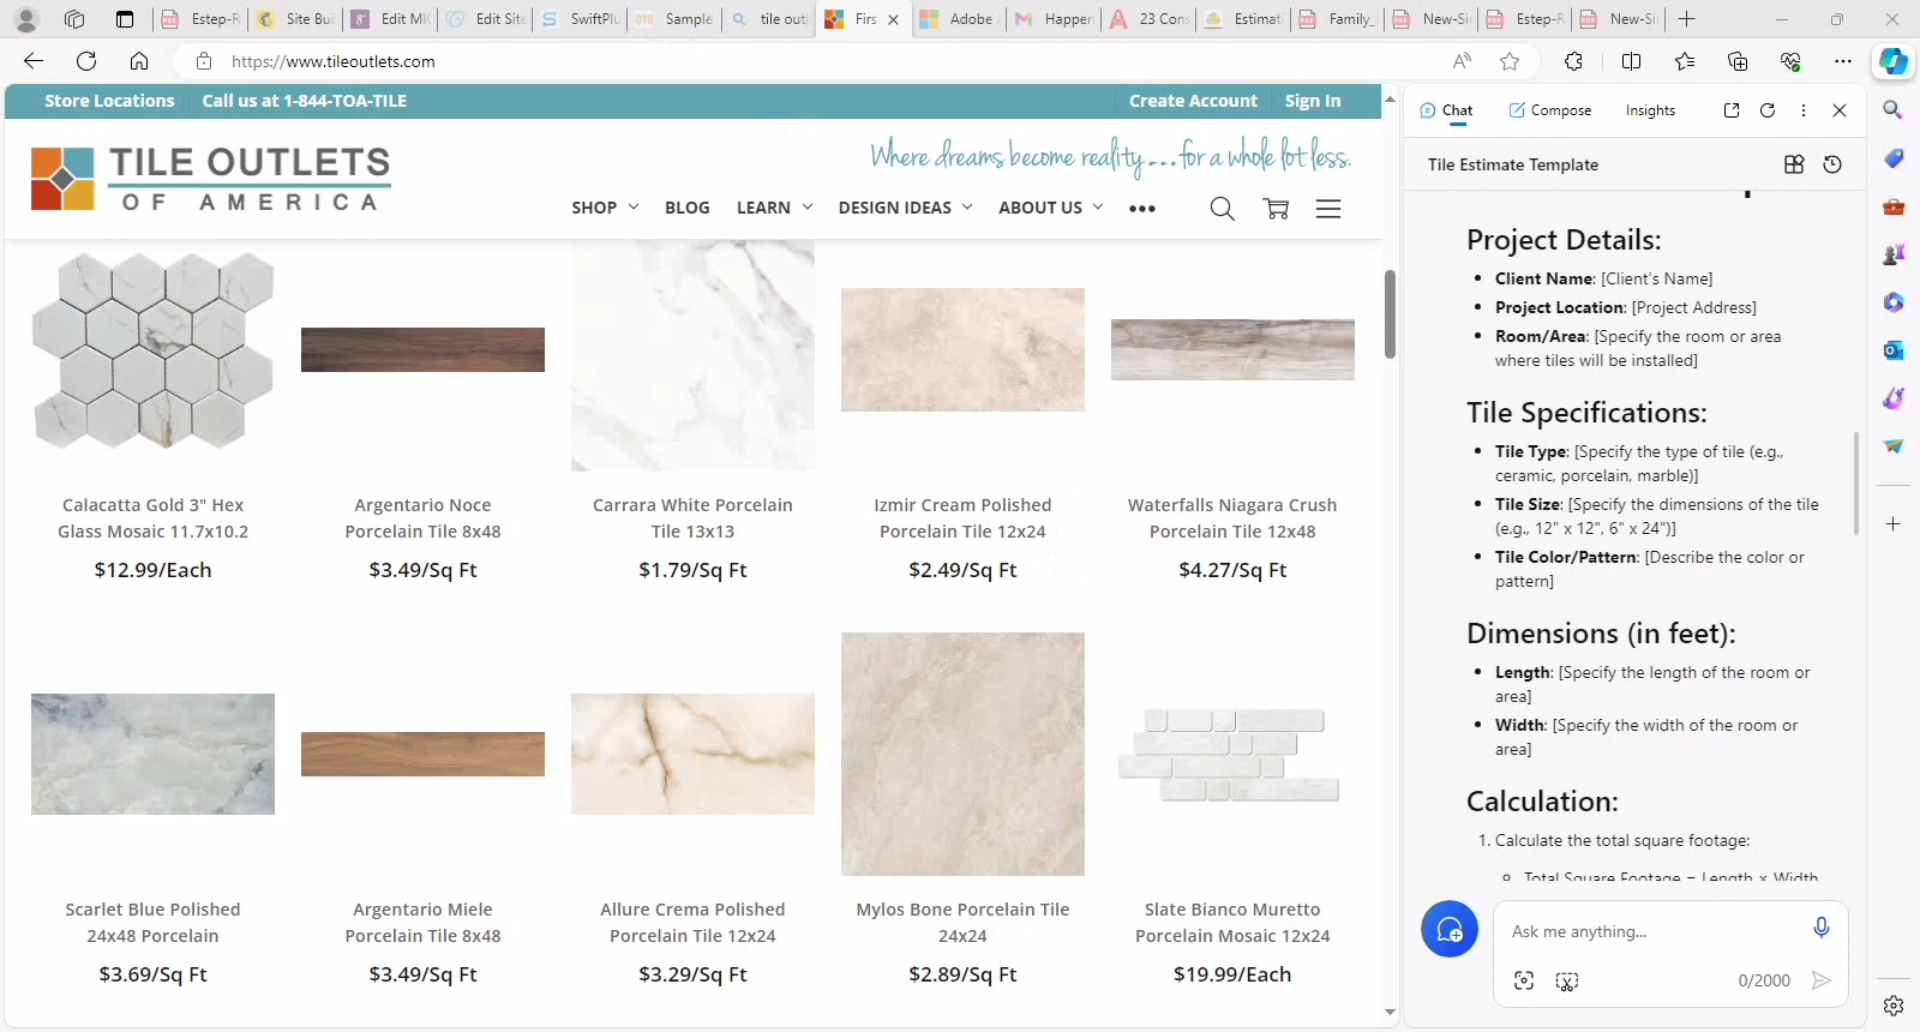 Estep-R
Site Bui
Edit MI
Edit Site
SwiftPlu
Sample
tile outl
Firs
Adobe
Happen
23 Cons
Estimat
Family_
New-Si
Estep-R
New-Si
https://www.tileoutlets.com
Store Locations Call us at 1-844-TOA-TILE Create Account Sign In
TILE OUTLETS
OF AMERICA
Where dreams become reality...for a whole lot less.
SHOP BLOG LEARN DESIGN IDEAS ABOUT US
Calacatta Gold 3" Hex
Glass Mosaic 11.7x10.2
$12.99/Each
Argentario Noce
Porcelain Tile 8x48
$3.49/Sq Ft
Carrara White Porcelain
Tile 13x13
$1.79/Sq Ft
Izmir Cream Polished
Porcelain Tile 12x24
$2.49/Sq Ft
Waterfalls Niagara Crush
Porcelain Tile 12x48
$4.27/Sq Ft
Scarlet Blue Polished
24x48 Porcelain
$3.69/Sq Ft
Argentario Miele
Porcelain Tile 8x48
$3.49/Sq Ft
Allure Crema Polished
Porcelain Tile 12x24
$3.29/Sq Ft
Mylos Bone Porcelain Tile
24x24
$2.89/Sq Ft
Slate Bianco Muretto
Porcelain Mosaic 12x24
$19.99/Each
Chat Compose Insights
Tile Estimate Template
Project Details:
• Client Name: [Client's Name]
• Project Location: [Project Address]
• Room/Area: [Specify the room or area
where tiles will be installed]
Tile Specifications:
• Tile Type: [Specify the type of tile (e.g.,
ceramic, porcelain, marble)]
• Tile Size: [Specify the dimensions of the tile
(e.g., 12" x 12", 6" x 24")]
• Tile Color/Pattern: [Describe the color or
pattern]
Dimensions (in feet):
• Length: [Specify the length of the room or
area]
• Width: [Specify the width of the room or
area]
Calculation:
1. Calculate the total square footage:
Total Square Footage = Length × Width
Ask me anything...
0/2000